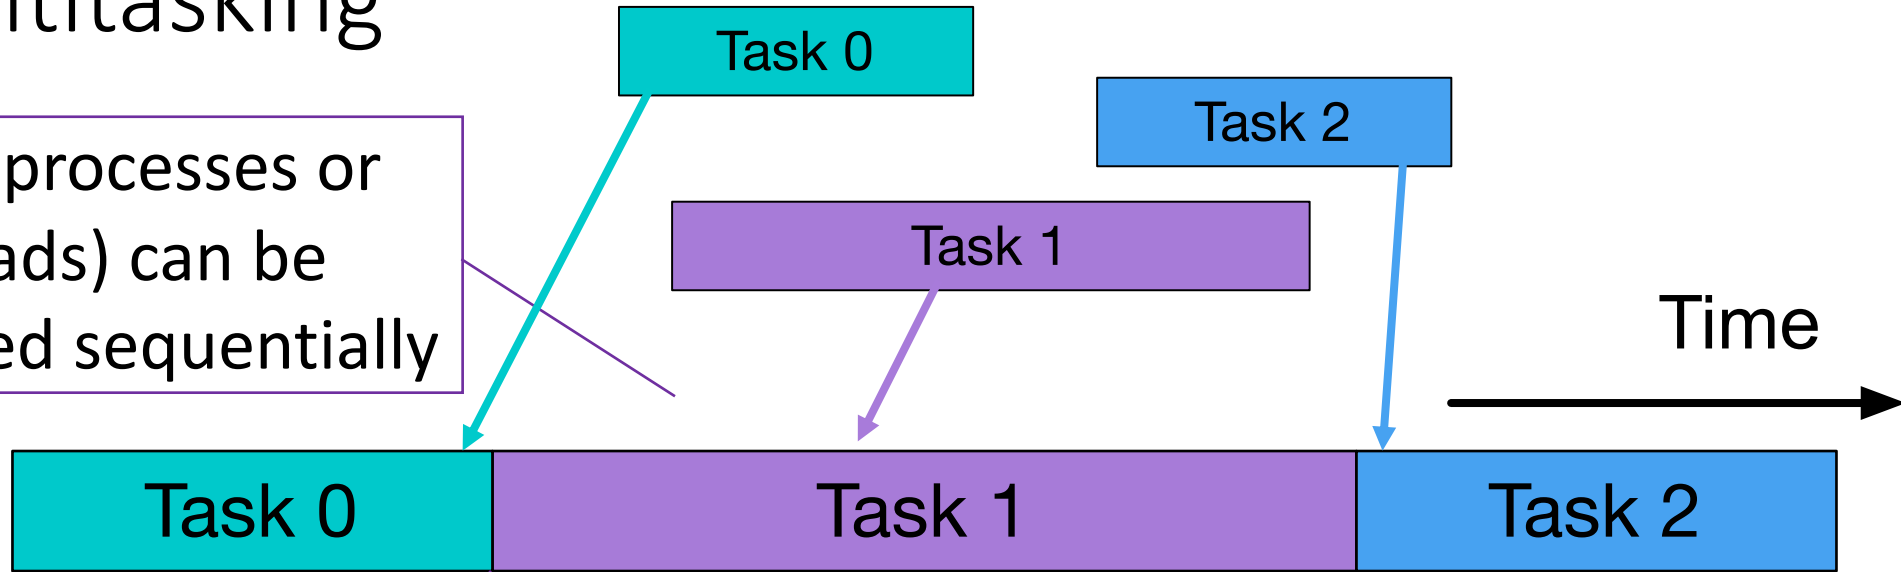 Task 0
Task 2
processes or
Task 1
ads) can be
Time
ed sequentially
Task 0
Task 1
Task 2